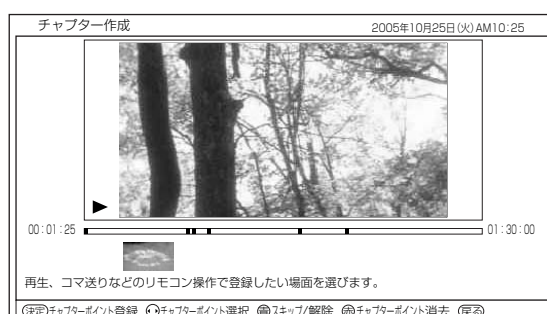 チャプター作成
2005年10月25日(火)AM10:25
00:01:25
01:30:00
再生、コマ送りなどのリモコン操作で登録したい場面を選びます。
決定 チャプターポイント登録 チャプターポイント選択 青 スキップ/解除 赤 チャプターポイント消去 戻る